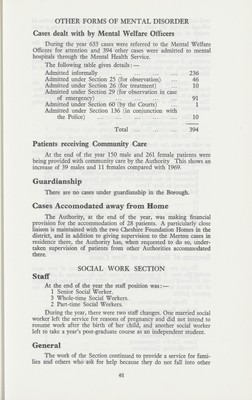 OTHER FORMS OF MENTAL DISORDER
Cases dealt with by Mental Welfare Officers
During the year 633 cases were referred to the Mental Welfare
Officers for attention and 394 other cases were admitted to mental
hospitals through the Mental Health Service.
The following table gives details:—
Admitted informally ... ... ... ... 236
Admitted under Section 25 (for observation) ... 46
Admitted under Section 26 (for treatment) ... 10
Admitted under Section 29 (for observation in case
of emergency) ... ... ... ... 91
Admitted under Section 60 (by the Courts) ... 1
Admitted under Section 136 (in conjunction with
the Police) ... ... ... ... 10
Total ... ... 394
Patients receiving Community Care
At the end of the year 150 male and 261 female patients were
being provided with community care by the Authority This shows an
increase of 39 males and 11 females compared with 1969.
Guardianship
There are no cases under guardianship in the Borough.
Cases Accomodated away from Home
The Authority, at the end of the year, was making financial
provision for the accommodation of 28 patients. A particularly close
liaison is maintained with the two Cheshire Foundation Homes in the
district, and in addition to giving supervision to the Merton cases in
residence there, the Authority has, when requested to do so, under-
taken supervision of patients from other Authorities accommodated
there.
SOCIAL WORK SECTION
Staff
At the end of the year the staff position was:—
1 Senior Social Worker.
3 Whole-time Social Workers.
2 Part-time Social Workers.
During the year, there were two staff changes. One married social
worker left the service for reasons of pregnancy and did not intend to
resume work after the birth of her child, and another social worker
left to take a year's post-graduate course as an independent student.
General
The work of the Section continued to provide a service for fami-
lies and others who ask for help because they do not fall into other
61